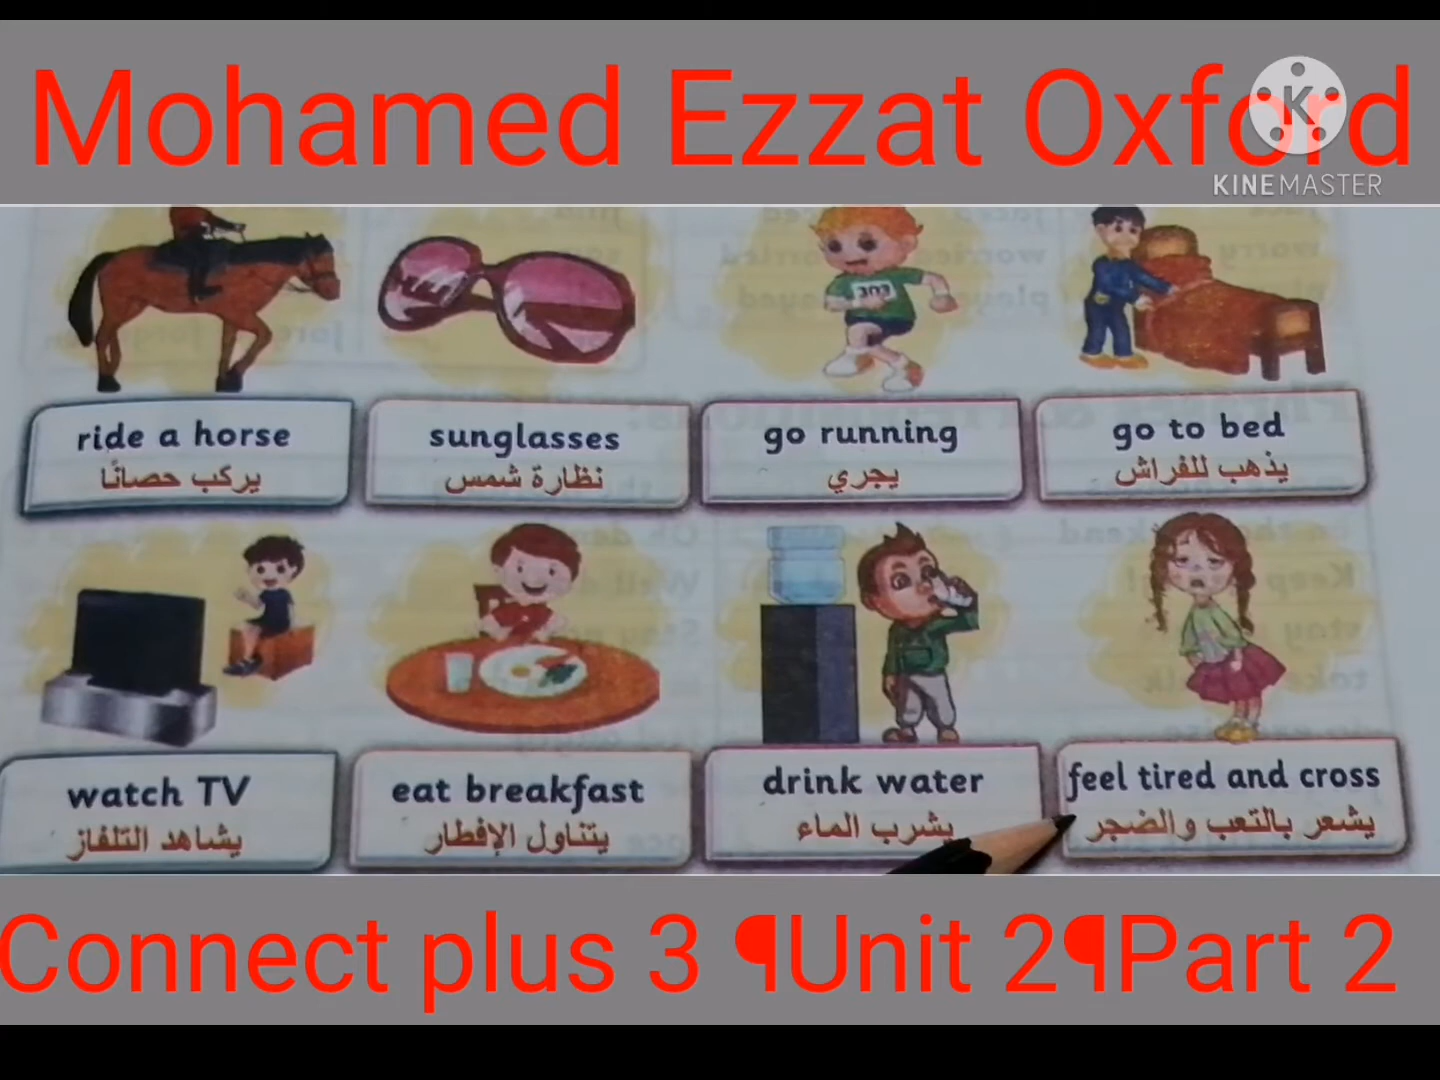 Mohamed Ezzat Oxford
KINEMASTER
303
ride a horse
يركب حصانًا
sunglasses
نظارة شمس
go running
يجري
go to bed
يذهب للفراش
watch TV
يشاهد التلفاز
eat breakfast
يتناول الإفطار
drink water
يشرب الماء
feel tired and cross
يشعر بالتعب والضجر
Connect plus 3 ¶Unit 2¶Part 2